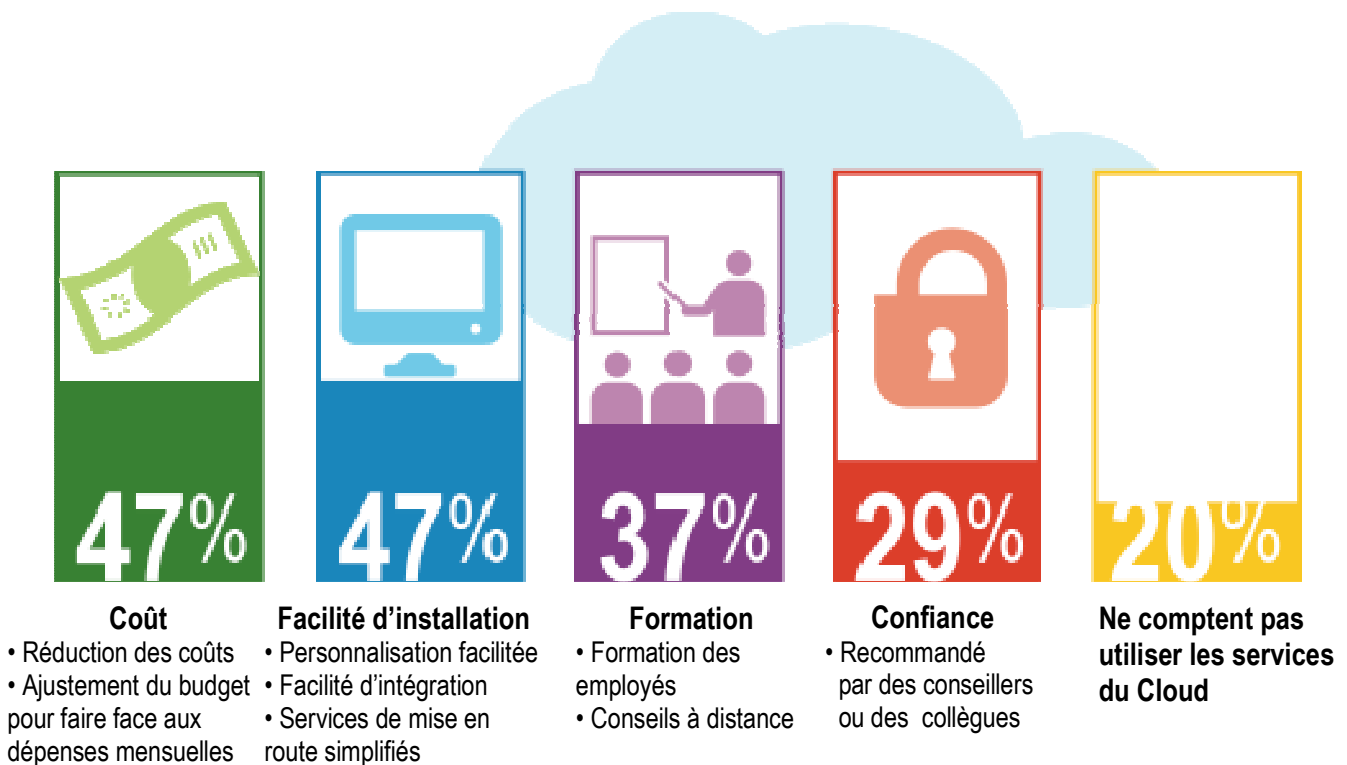 47%
47%
37%
29%
20%
Coût
• Réduction des coûts
• Ajustement du budget
pour faire face aux
dépenses mensuelles
Facilité d’installation
• Personnalisation facilitée
• Facilité d’intégration
• Services de mise en
route simplifiés
Formation
• Formation des
employés
• Conseils à distance
Confiance
• Recommandé
par des conseillers
ou des collègues
Ne comptent pas
utiliser les services
du Cloud